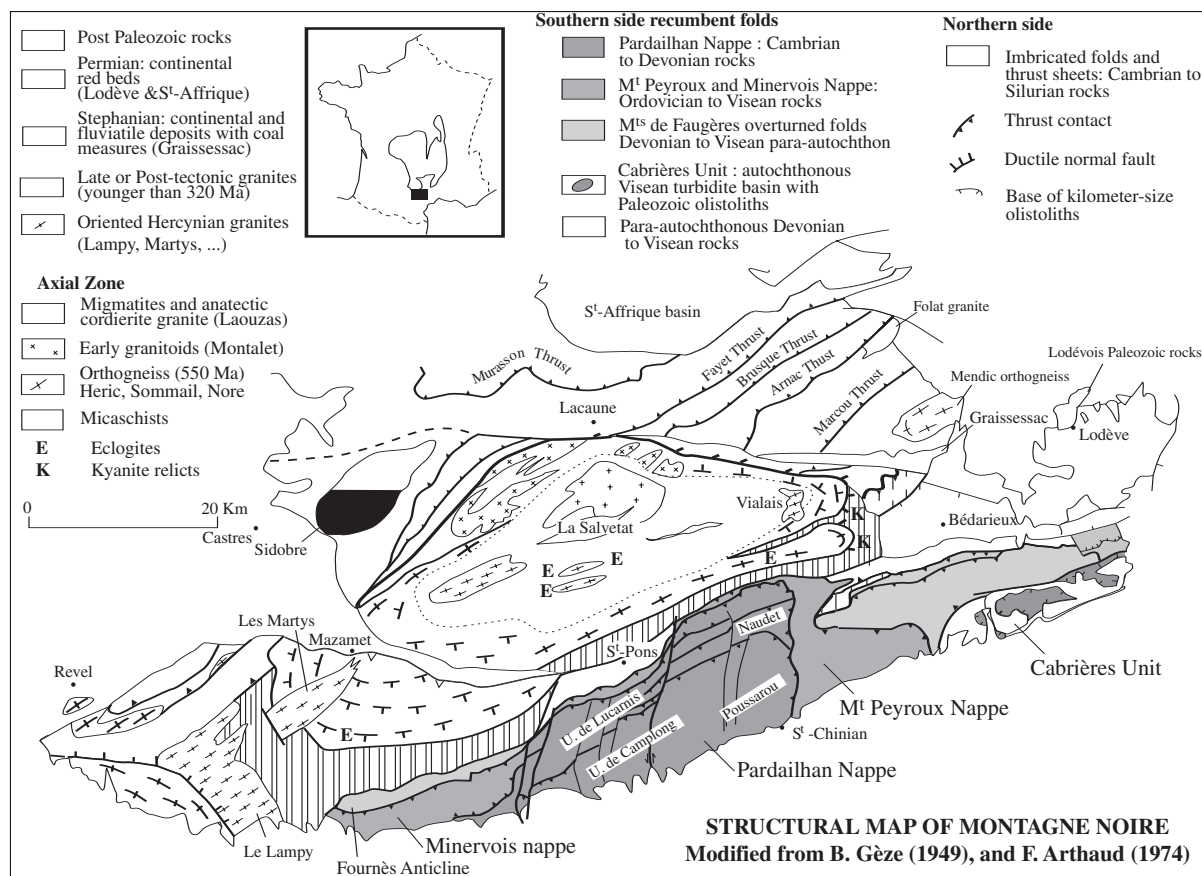 Post Paleozoic rocks
Permian: continental
red beds
(Lodève &Sᵗ-Affrique)
Stephanian: continental and
fluviatile deposits with coal
measures (Graissessac)
Late or Post-tectonic granites
(younger than 320 Ma)
Oriented Hercynian granites
(Lampy, Martys, ...)
Axial Zone
Migmatites and anatectic
cordierite granite (Laouzas)
Early granitoids (Montalet)
Orthogneiss (550 Ma)
Heric, Sommail, Nore
Micaschists
E Eclogites
K Kyanite relicts
0 20 Km
Southern side recumbent folds
Pardailhan Nappe : Cambrian
to Devonian rocks
Mᵗ Peyroux and Minervois Nappe:
Ordovician to Visean rocks
Mᵗˢ de Faugères overturned folds
Devonian to Visean para-autochthon
Cabrières Unit : autochthonous
Visean turbidite basin with
Paleozoic olistoliths
Para-autochthonous Devonian
to Visean rocks
Northern side
Imbricated folds and
thrust sheets: Cambrian to
Silurian rocks
Thrust contact
Ductile normal fault
Base of kilometer-size
olistoliths
Sᵗ-Affrique basin
Folat granite
Murasson Thrust
Fayet Thrust
Brusque Thrust
Arnac Thust
Marcou Thrust
Lodévois Paleozoic rocks
Mendic orthogneiss
Graissessac
Lodève
Lacaune
Castres
Sidobre
La Salvetat
Vialais
K
Bédarieux
K
E
E
E
Les Martys
Mazamet
Revel
Sᵗ-Pons
Naudet
Cabrières Unit
E
U. de Lucarnis
Poussarou
Mᵗ Peyroux Nappe
U. de Camplong
Sᵗ -Chinian
Pardailhan Nappe
Minervois nappe
Le Lampy
Fournès Anticline
STRUCTURAL MAP OF MONTAGNE NOIRE
Modified from B. Gèze (1949), and F. Arthaud (1974)